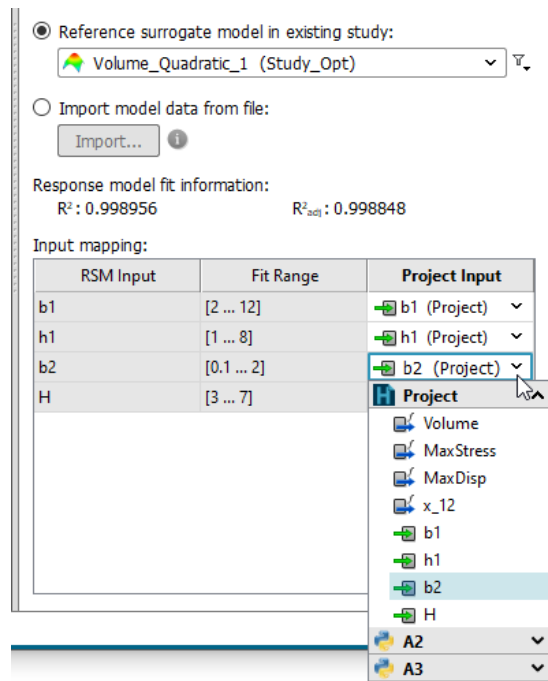 Reference surrogate model in existing study:
Volume_Quadratic_1 (Study_Opt)
Import model data from file:
Import...
Response model fit information:
R²: 0.998956 R²adj: 0.998848
Input mapping:
RSM Input Fit Range Project Input
b1 [2 ... 12] b1 (Project)
h1 [1 ... 8] h1 (Project)
b2 [0.1 ... 2] b2 (Project)
H [3 ... 7]
Project
Volume
MaxStress
MaxDisp
x_12
b1
h1
b2
H
A2
A3